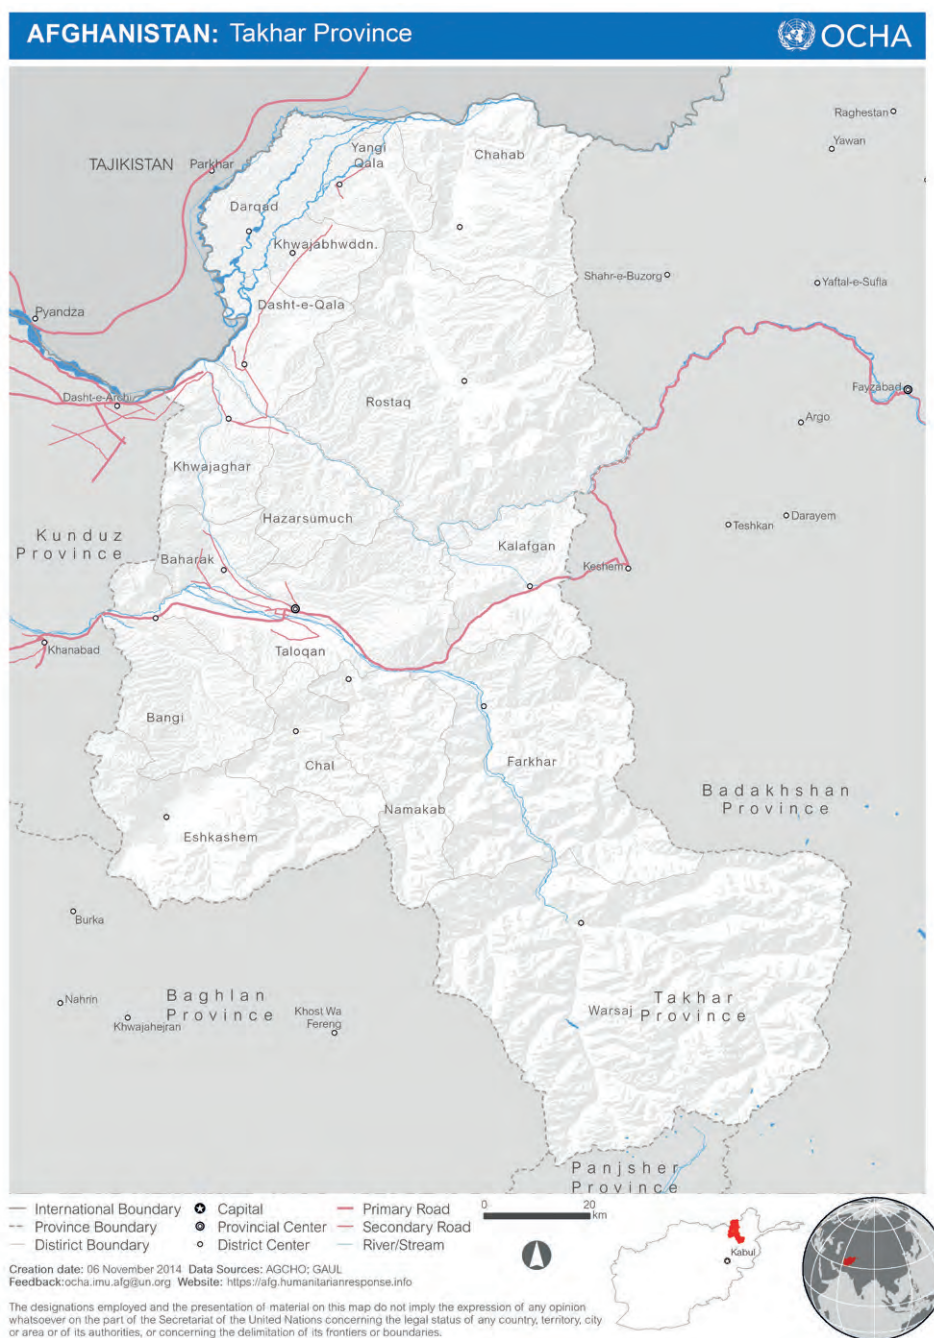 AFGHANISTAN: Takhar Province
OCHA
Raghestan
Yawan
Yangi
Qala
Chahab
TAJIKISTAN
Parkhar
Darqad
Khwajabhwddn.
Shahr-e-Buzorg
Yaftal-e-Sufla
Dasht-e-Qala
Pyandza
Fayzabad
Dasht-e-Archi
Rostaq
Argo
Khwajaghar
Hazarsumuch
Darayem
Teshkan
Kunduz
Province
Kalafgan
Baharak
Keshem
Khanabad
Taloqan
Bangi
Chal
Farkhar
Badakhshan
Province
Namakab
Eshkashem
Burka
Baghlan
Province
Nahrin
Khwajahejran
Khost Wa
Fereng
Takhar
Province
Warsaj
Panjsher
Province
International Boundary
Capital
Primary Road
0
20
km
Province Boundary
Provincial Center
Secondary Road
Distirict Boundary
District Center
River/Stream
Kabul
Creation date: 06 November 2014 Data Sources: AGCHO; GAUL
Feedback:ocha.imu.afg@un.org Website: https://afg.humanitarianresponse.info
The designations employed and the presentation of material on this map do not imply the expression of any opinion
whatsoever on the part of the Secretariat of the United Nations concerning the legal status of any country, territory, city
or area or of its authorities, or concerning the delimitation of its frontiers or boundaries.